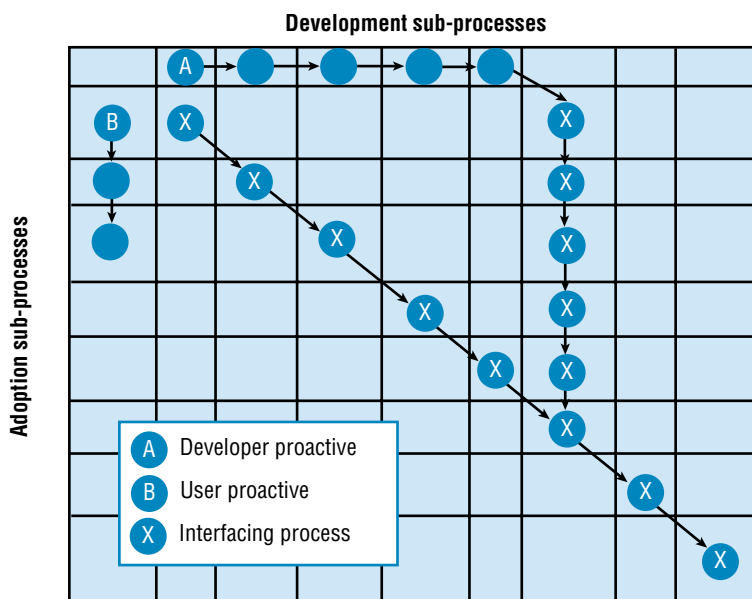 Development sub-processes
A
B
X
X
X
X
X
X
X
X
X
X
X
X
X
Adoption sub-processes
A Developer proactive
B User proactive
X Interfacing process